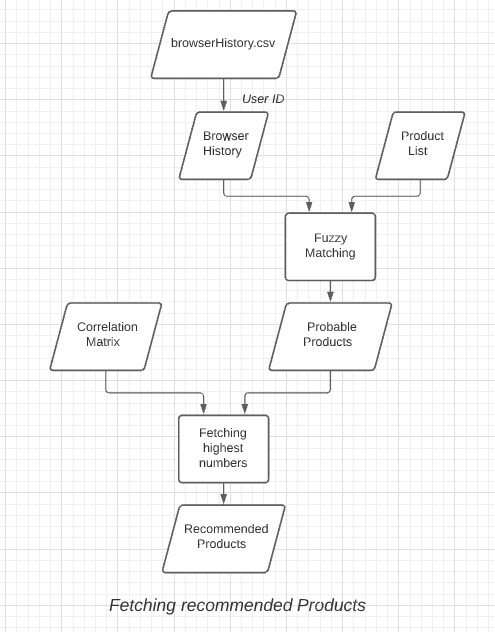 browserHistory.csv
User ID
Browser
History
Product
List
Fuzzy
Matching
Correlation
Matrix
Probable
Products
Fetching
highest
numbers
Recommended
Products
Fetching recommended Products